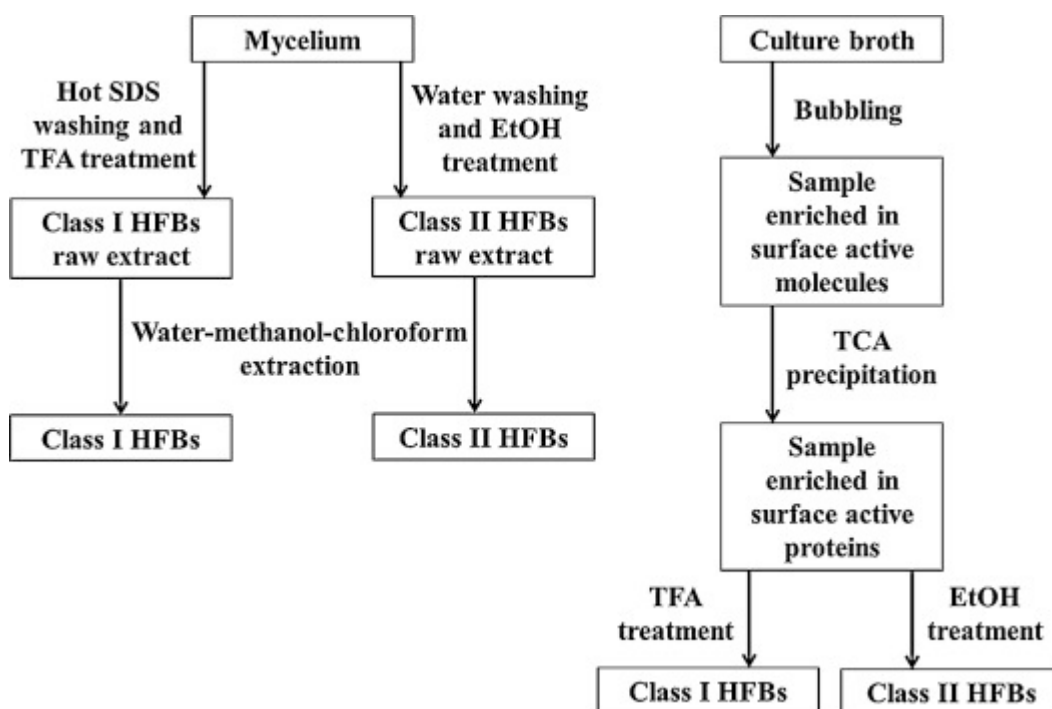 Mycelium
Hot SDS
washing and
TFA treatment
Water washing
and EtOH
treatment
Class I HFBs
raw extract
Class II HFBs
raw extract
Water-methanol-chloroform
extraction
Class I HFBs
Class II HFBs
Culture broth
Bubbling
Sample
enriched in
surface active
molecules
TCA
precipitation
Sample
enriched in
surface active
proteins
TFA
treatment
EtOH
treatment
Class I HFBs
Class II HFBs